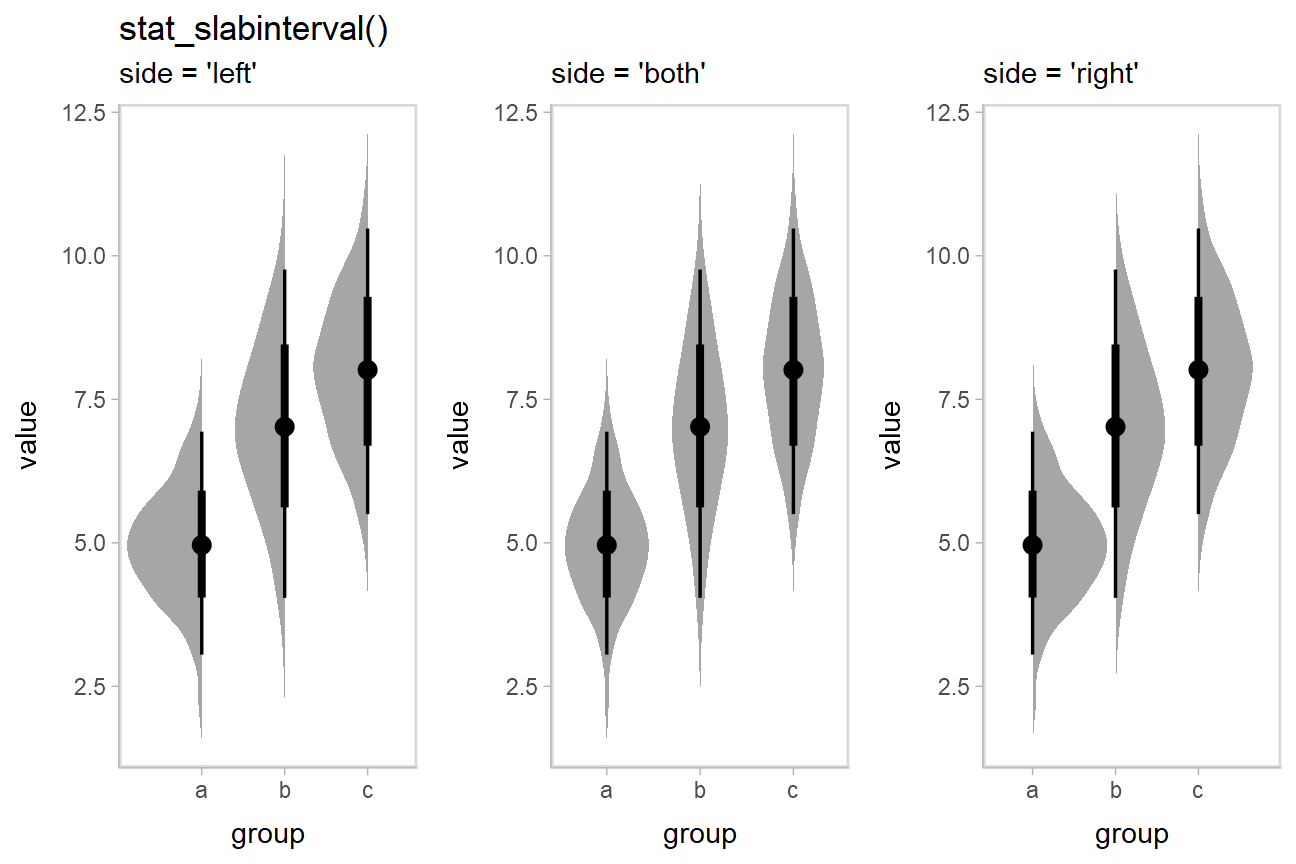 stat_slabinterval()
side = 'left'
12.5
10.0
7.5
5.0
2.5
value
a b c
group
side = 'both'
12.5
10.0
7.5
5.0
2.5
value
a b c
group
side = 'right'
12.5
10.0
7.5
5.0
2.5
value
a b c
group